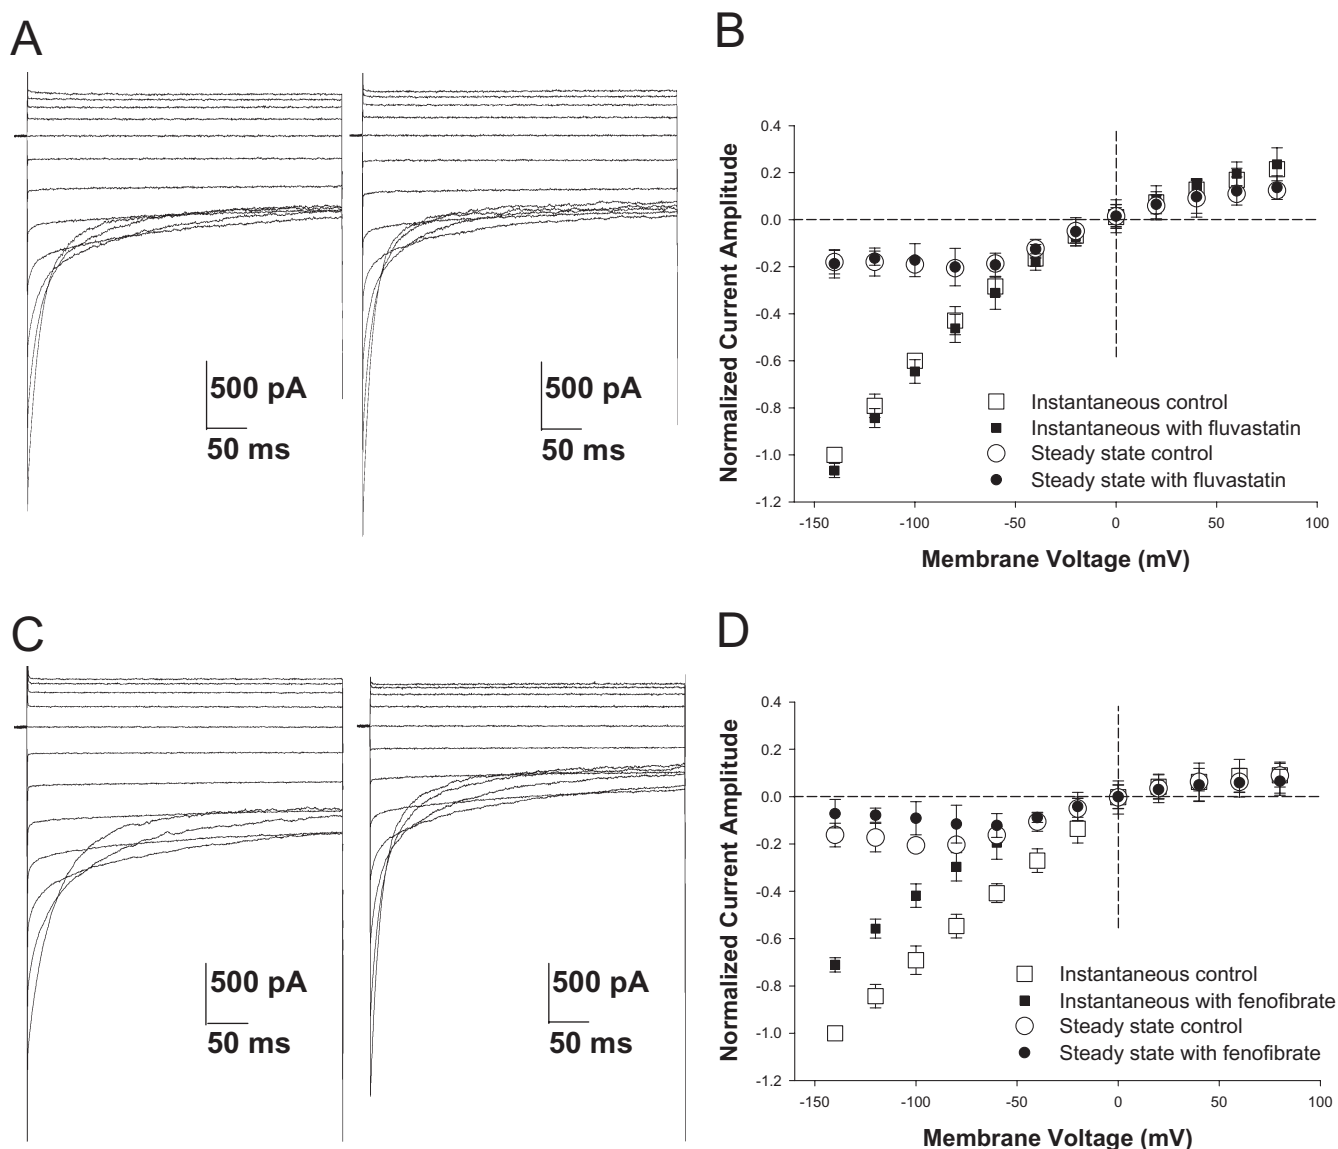 A
500 pA
50 ms
500 pA
50 ms
B
Normalized Current Amplitude
0.4
0.2
0.0
-0.2
-0.4
-0.6
-0.8
-1.0
-1.2
Instantaneous control
Instantaneous with fluvastatin
Steady state control
Steady state with fluvastatin
-150
-100
-50
0
50
100
Membrane Voltage (mV)
C
500 pA
50 ms
500 pA
50 ms
D
Normalized Current Amplitude
0.4
0.2
0.0
-0.2
-0.4
-0.6
-0.8
-1.0
-1.2
Instantaneous control
Instantaneous with fenofibrate
Steady state control
Steady state with fenofibrate
-150
-100
-50
0
50
100
Membrane Voltage (mV)